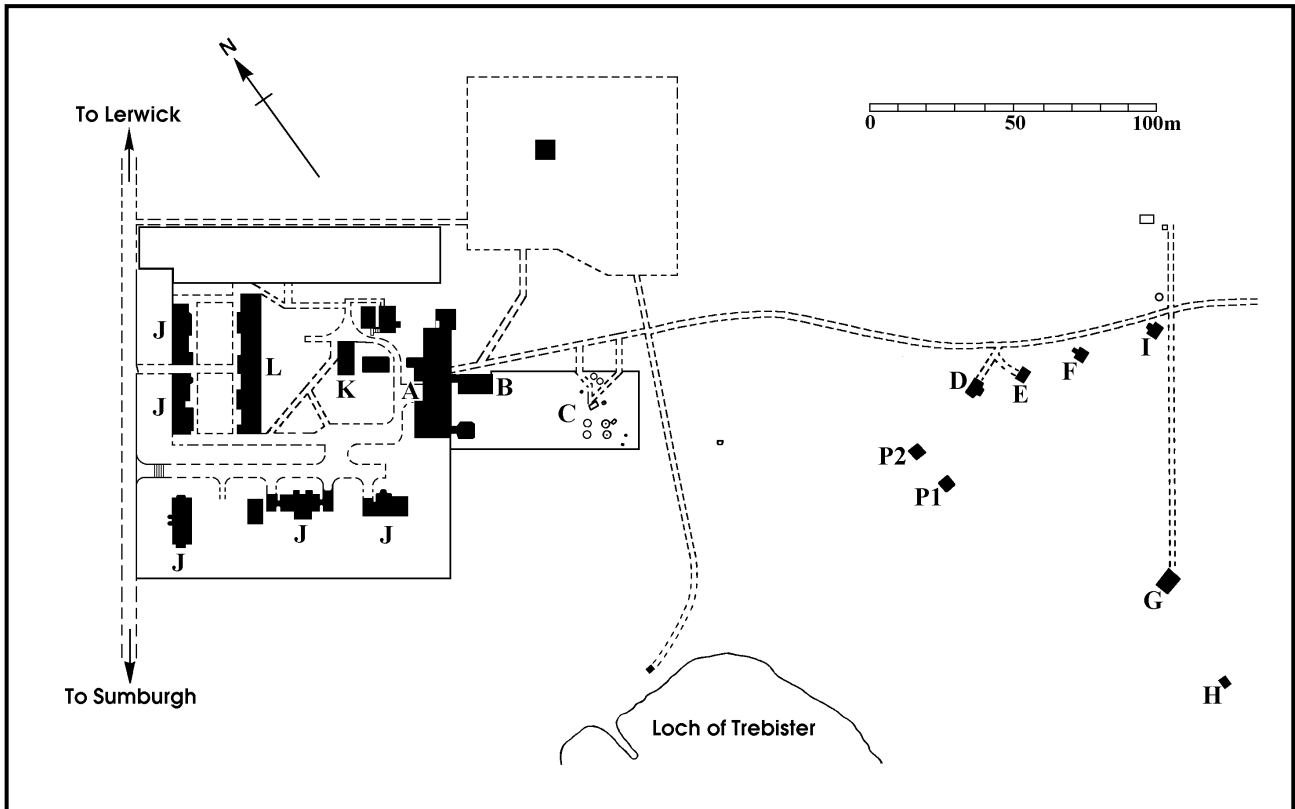 N
To Lerwick
0 50 100m
J
L
J
K
A
B
C
D
E
F
I
P2
P1
J
J
J
G
H
To Sumburgh
Loch of Trebister